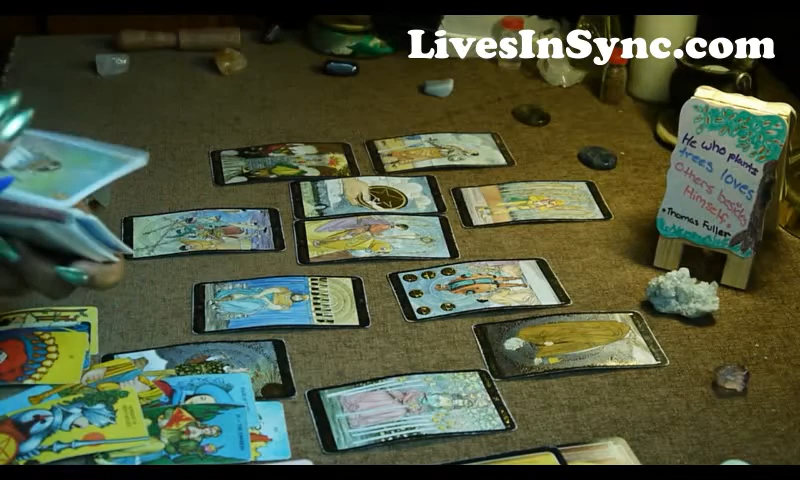 LivesInSync.com
He who plants
trees loves
others besides
Himself"
•Thomas Fuller